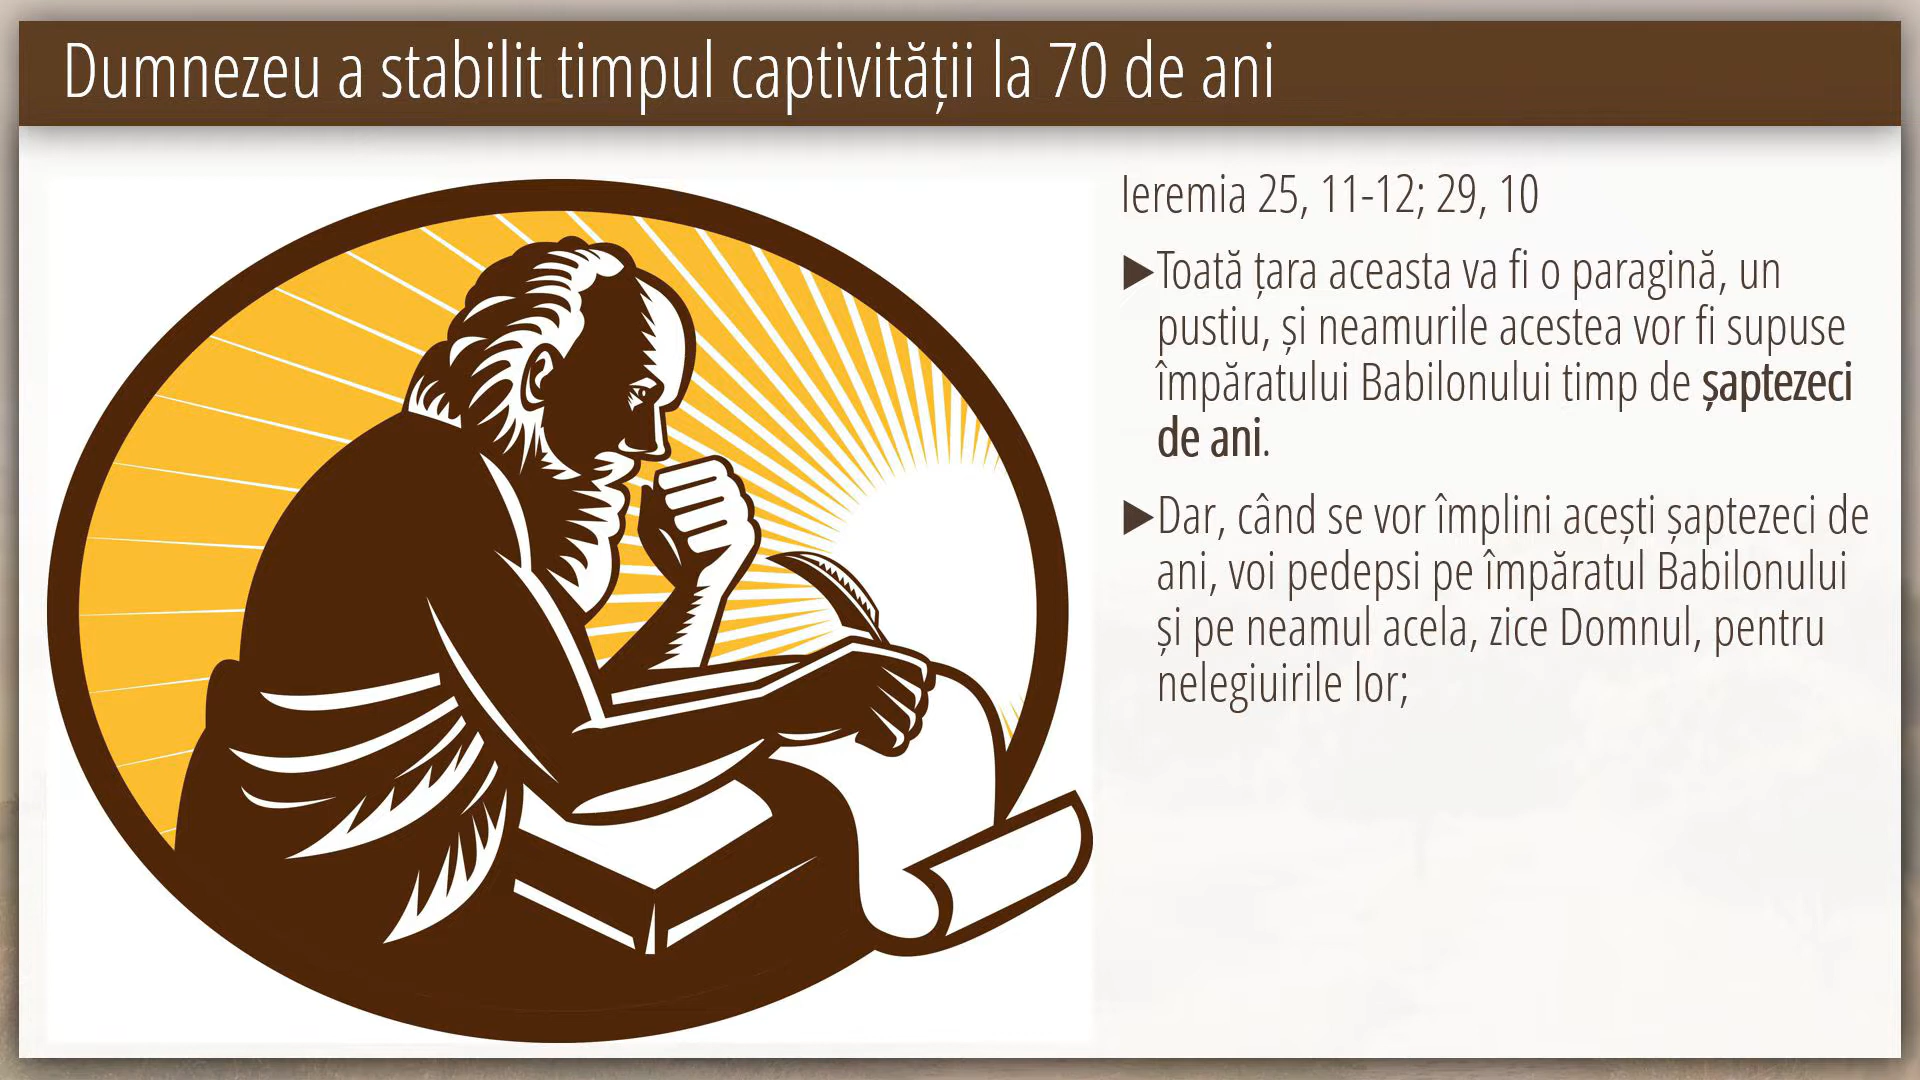 Dumnezeu a stabilit timpul captivității la 70 de ani
Ieremia 25, 11-12; 29, 10
▶Toată țara aceasta va fi o paragină, un
pustiu, și neamurile acestea vor fi supuse
împăratului Babilonului timp de șaptezeci
de ani.
▶Dar, când se vor împlini acești șaptezeci de
ani, voi pedepsi pe împăratul Babilonului
și pe neamul acela, zice Domnul, pentru
nelegiuirile lor;